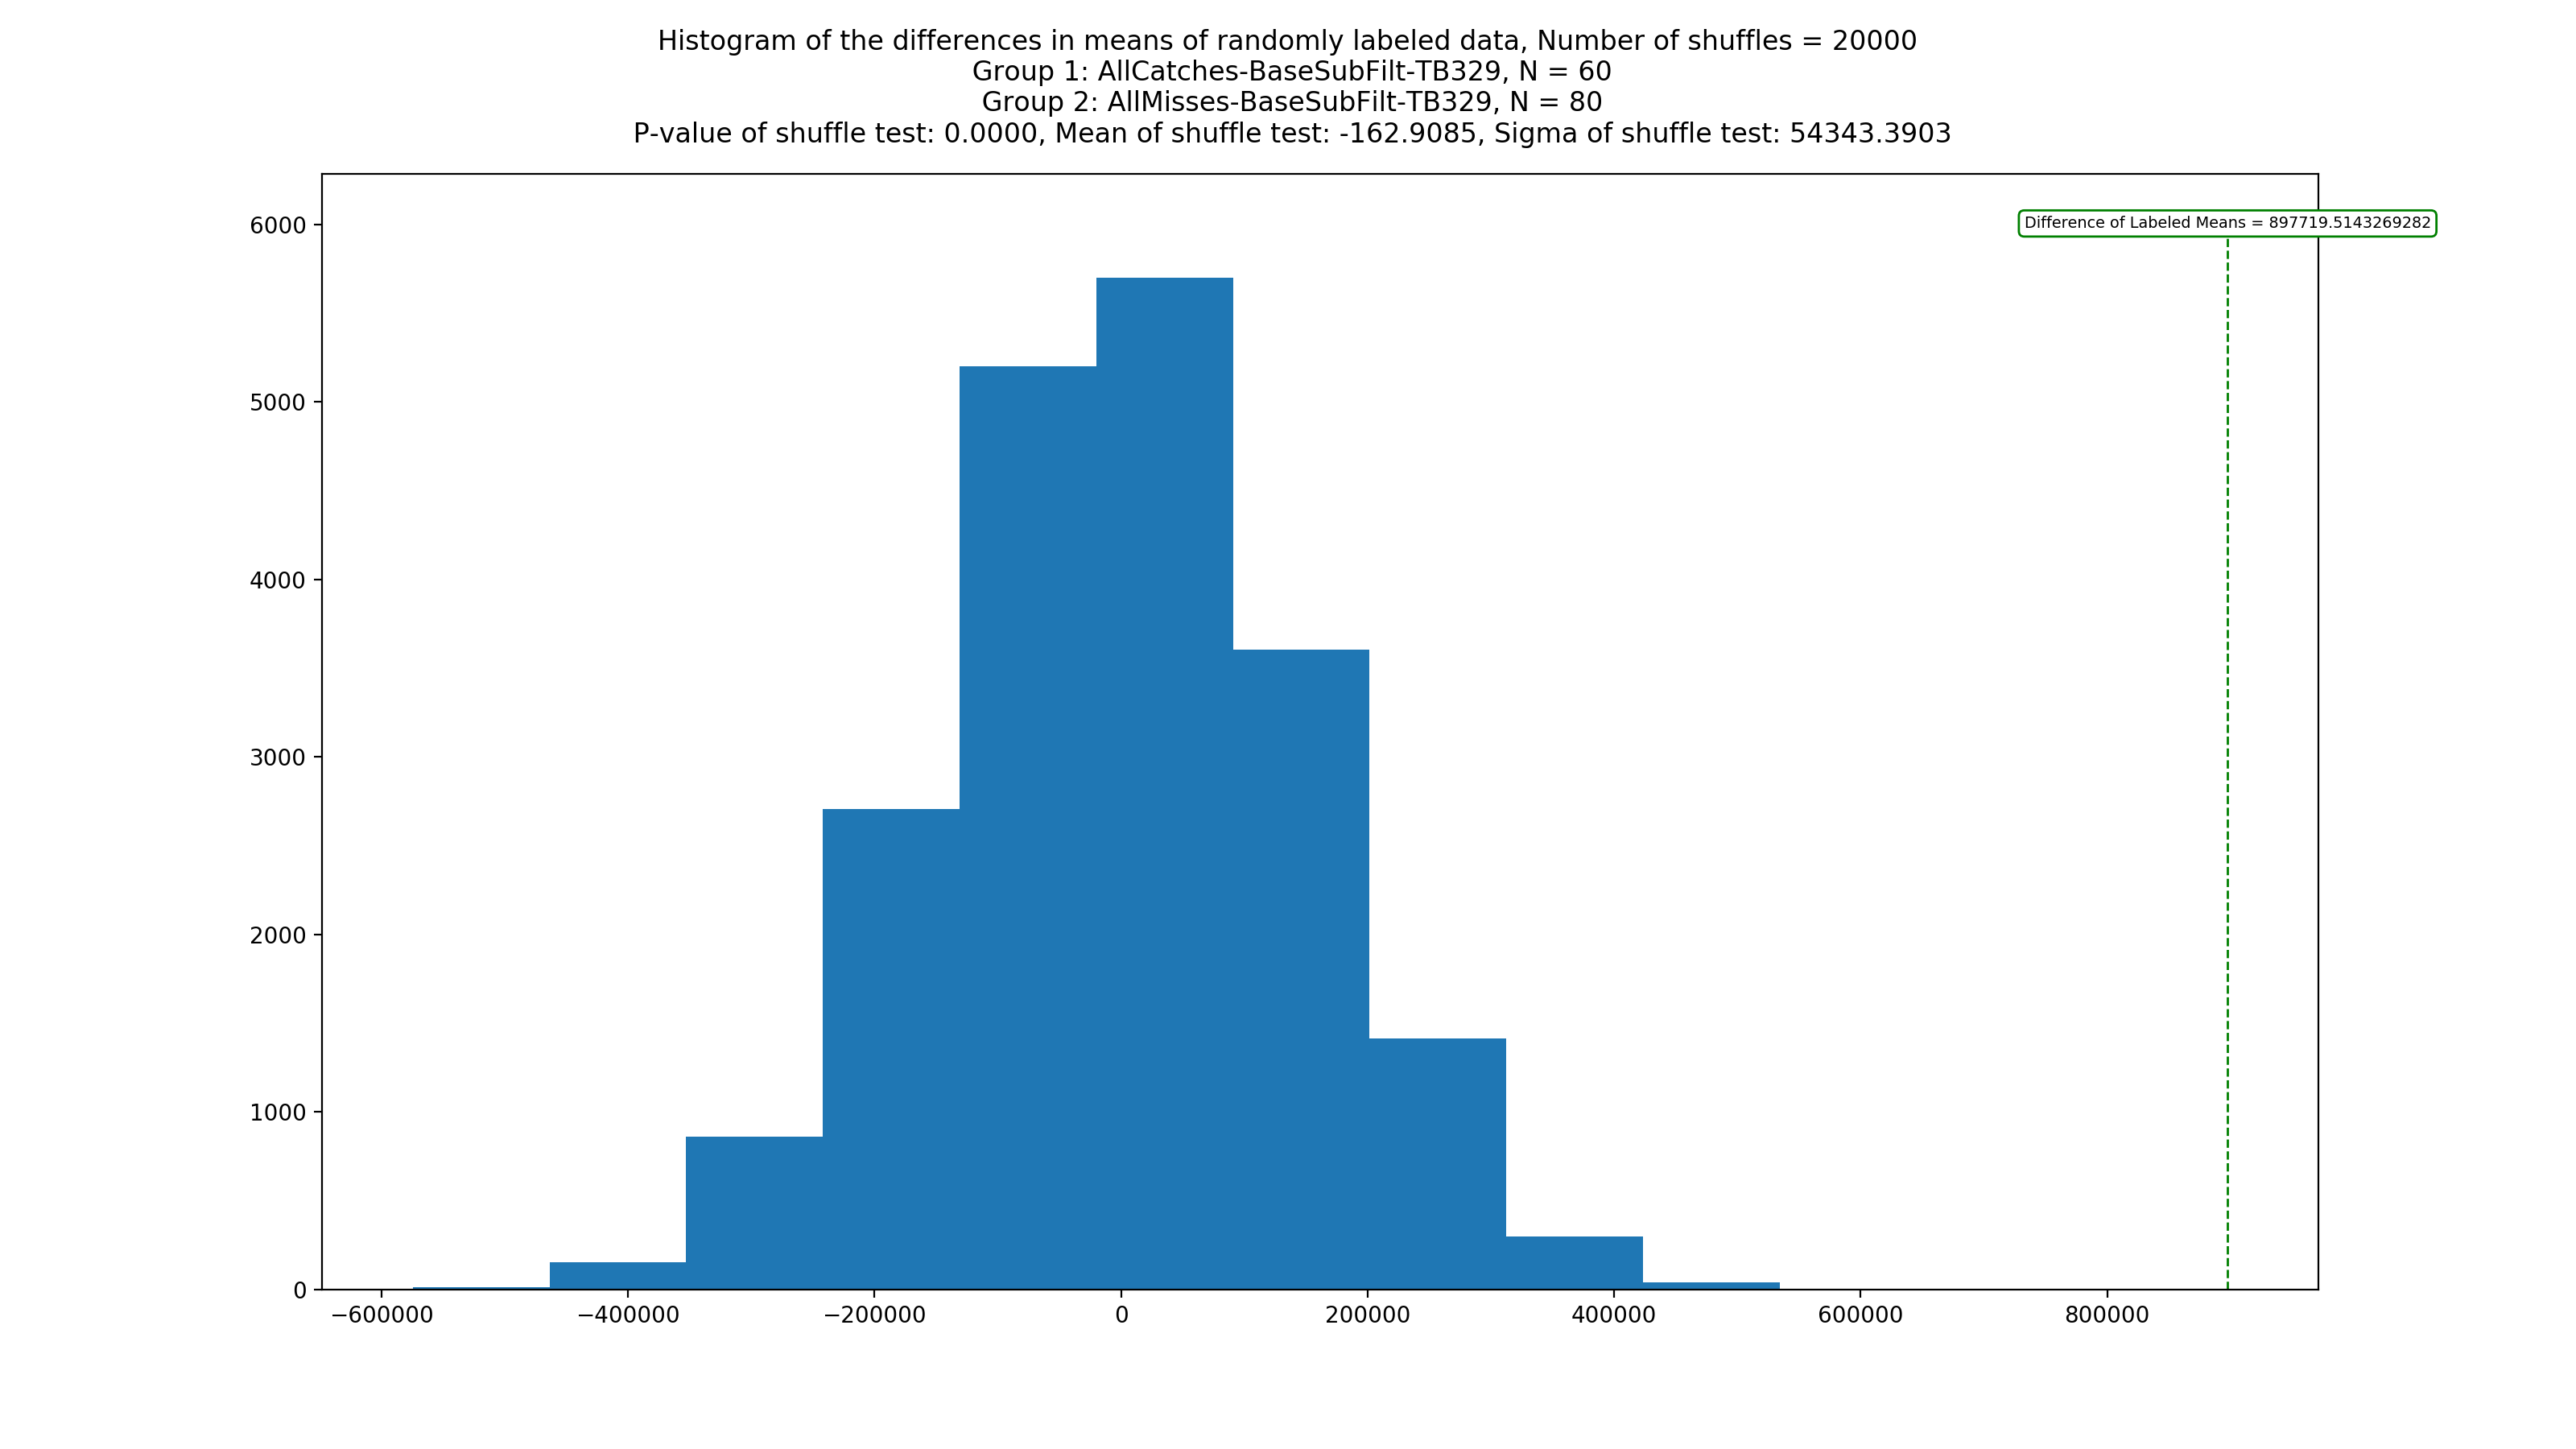 Histogram of the differences in means of randomly labeled data, Number of shuffles = 20000
Group 1: AllCatches-BaseSubFilt-TB329, N = 60
Group 2: AllMisses-BaseSubFilt-TB329, N = 80
P-value of shuffle test: 0.0000, Mean of shuffle test: -162.9085, Sigma of shuffle test: 54343.3903
Difference of Labeled Means = 897719.5143269282
6000
5000
4000
3000
2000
1000
0
−600000 −400000 −200000 0 200000 400000 600000 800000